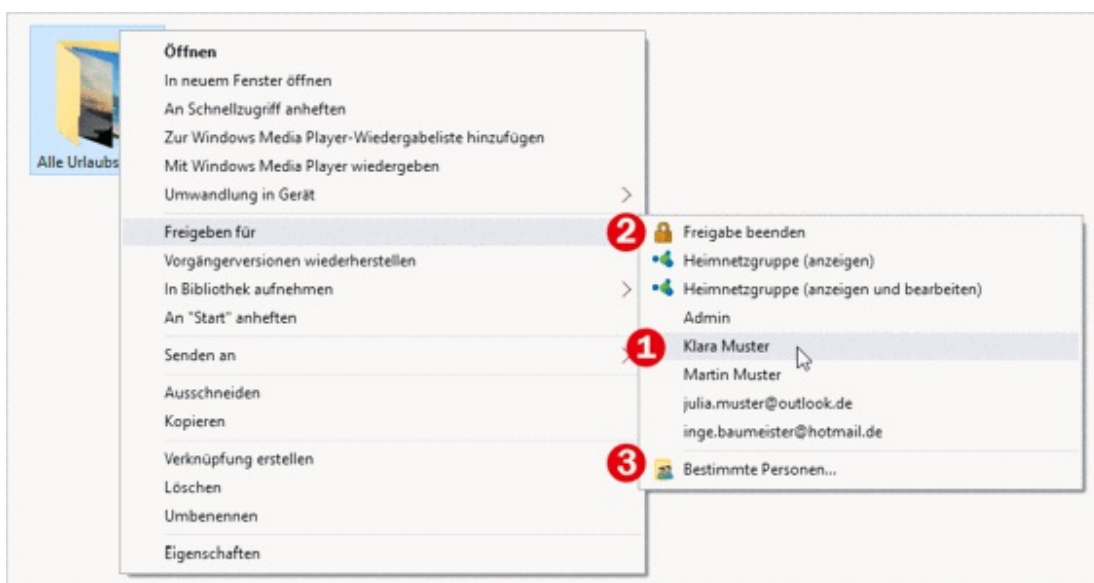 Alle Urlaubs
Öffnen
In neuem Fenster öffnen
An Schnellzugriff anheften
Zur Windows Media Player-Wiedergabeliste hinzufügen
Mit Windows Media Player wiedergeben
Umwandlung in Gerät
Freigeben für
Vorgängerversionen wiederherstellen
In Bibliothek aufnehmen
An "Start" anheften
Senden an
Ausschneiden
Kopieren
Verknüpfung erstellen
Löschen
Umbenennen
Eigenschaften
2 Freigabe beenden
Heimnetzgruppe (anzeigen)
Heimnetzgruppe (anzeigen und bearbeiten)
Admin
1 Klara Muster
Martin Muster
julia.muster@outlook.de
inge.baumeister@hotmail.de
3 Bestimmte Personen...